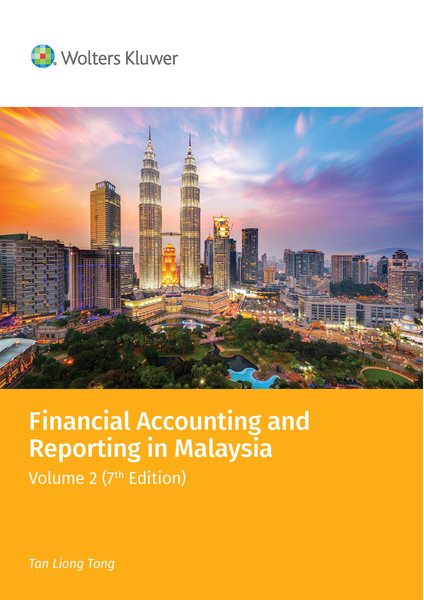 Wolters Kluwer
Financial Accounting and
Reporting in Malaysia
Volume 2 (7th Edition)
Tan Liong Tong